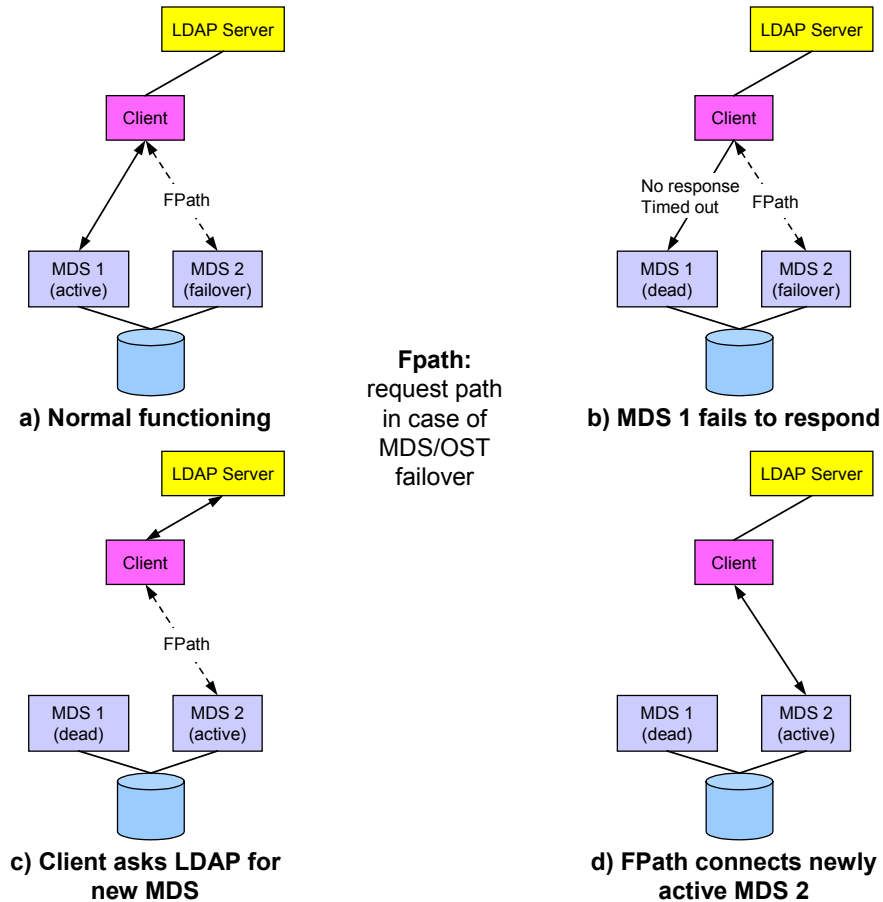 LDAP Server
Client
FPath
MDS 1
(active)
MDS 2
(failover)
a) Normal functioning
LDAP Server
Client
No response
Timed out
FPath
MDS 1
(dead)
MDS 2
(failover)
b) MDS 1 fails to respond
Fpath:
request path
in case of
MDS/OST
failover
LDAP Server
Client
FPath
MDS 1
(dead)
MDS 2
(active)
c) Client asks LDAP for
new MDS
LDAP Server
Client
MDS 1
(dead)
MDS 2
(active)
d) FPath connects newly
active MDS 2